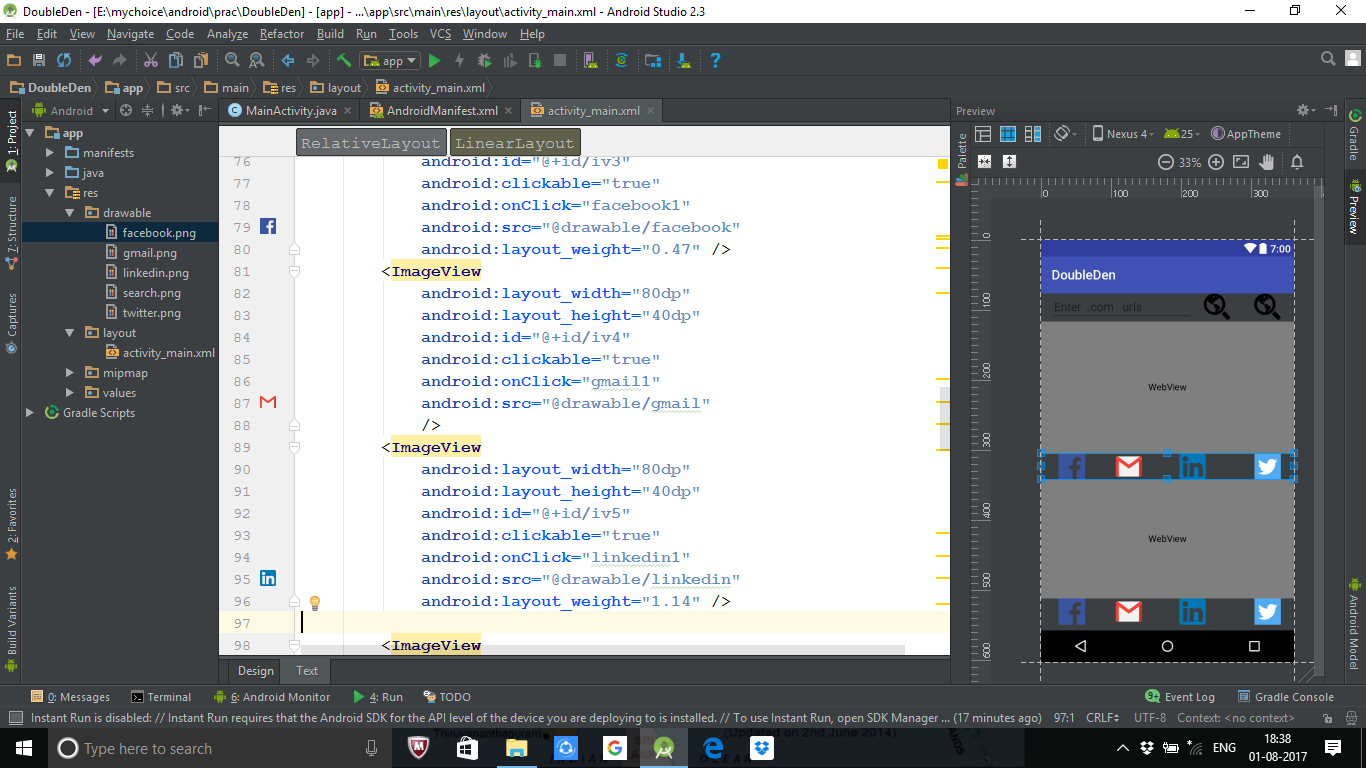 DoubleDen - [E:\mychoice\android\prac\DoubleDen] - [app] - ...\app\src\main\res\layout\activity_main.xml - Android Studio 2.3
File Edit View Navigate Code Analyze Refactor Build Run Tools VCS Window Help
app
DoubleDen app src main res layout activity_main.xml
Android
MainActivity.java AndroidManifest.xml activity_main.xml
Preview
1: Project
7: Structure
Captures
2: Favorites
Build Variants
app
manifests
java
res
drawable
facebook.png
gmail.png
linkedin.png
search.png
twitter.png
layout
activity_main.xml
mipmap
values
Gradle Scripts
RelativeLayout LinearLayout
76 android:id="@+id/iv3"
77 android:clickable="true"
78 android:onClick="facebook1"
79 android:src="@drawable/facebook"
80 android:layout_weight="0.47" />
81 <ImageView
82 android:layout_width="80dp"
83 android:layout_height="40dp"
84 android:id="@+id/iv4"
85 android:clickable="true"
86 android:onClick="gmail1"
87 android:src="@drawable/gmail"
88 />
89 <ImageView
90 android:layout_width="80dp"
91 android:layout_height="40dp"
92 android:id="@+id/iv5"
93 android:clickable="true"
94 android:onClick="linkedin1"
95 android:src="@drawable/linkedin"
96 android:layout_weight="1.14" />
97
98 <ImageView
Design Text
Palette
Nexus 4 25 AppTheme
33%
0 100 200 300
0
100
200
300
400
500
600
7:00
DoubleDen
Enter .com urls
WebView
f M in
WebView
f M in
Gradle
Preview
Android Model
0: Messages Terminal 6: Android Monitor 4: Run TODO
9+ Event Log Gradle Console
Instant Run is disabled: // Instant Run requires that the Android SDK for the API level of the device you are deploying to is installed. // To use Instant Run, open SDK Manager ... (17 minutes ago) 97:1 CRLF UTF-8 Context: <no context>
Type here to search
Thiruvananthapuram
(Updated on 2nd June 2014)
ENG
18:38
01-08-2017